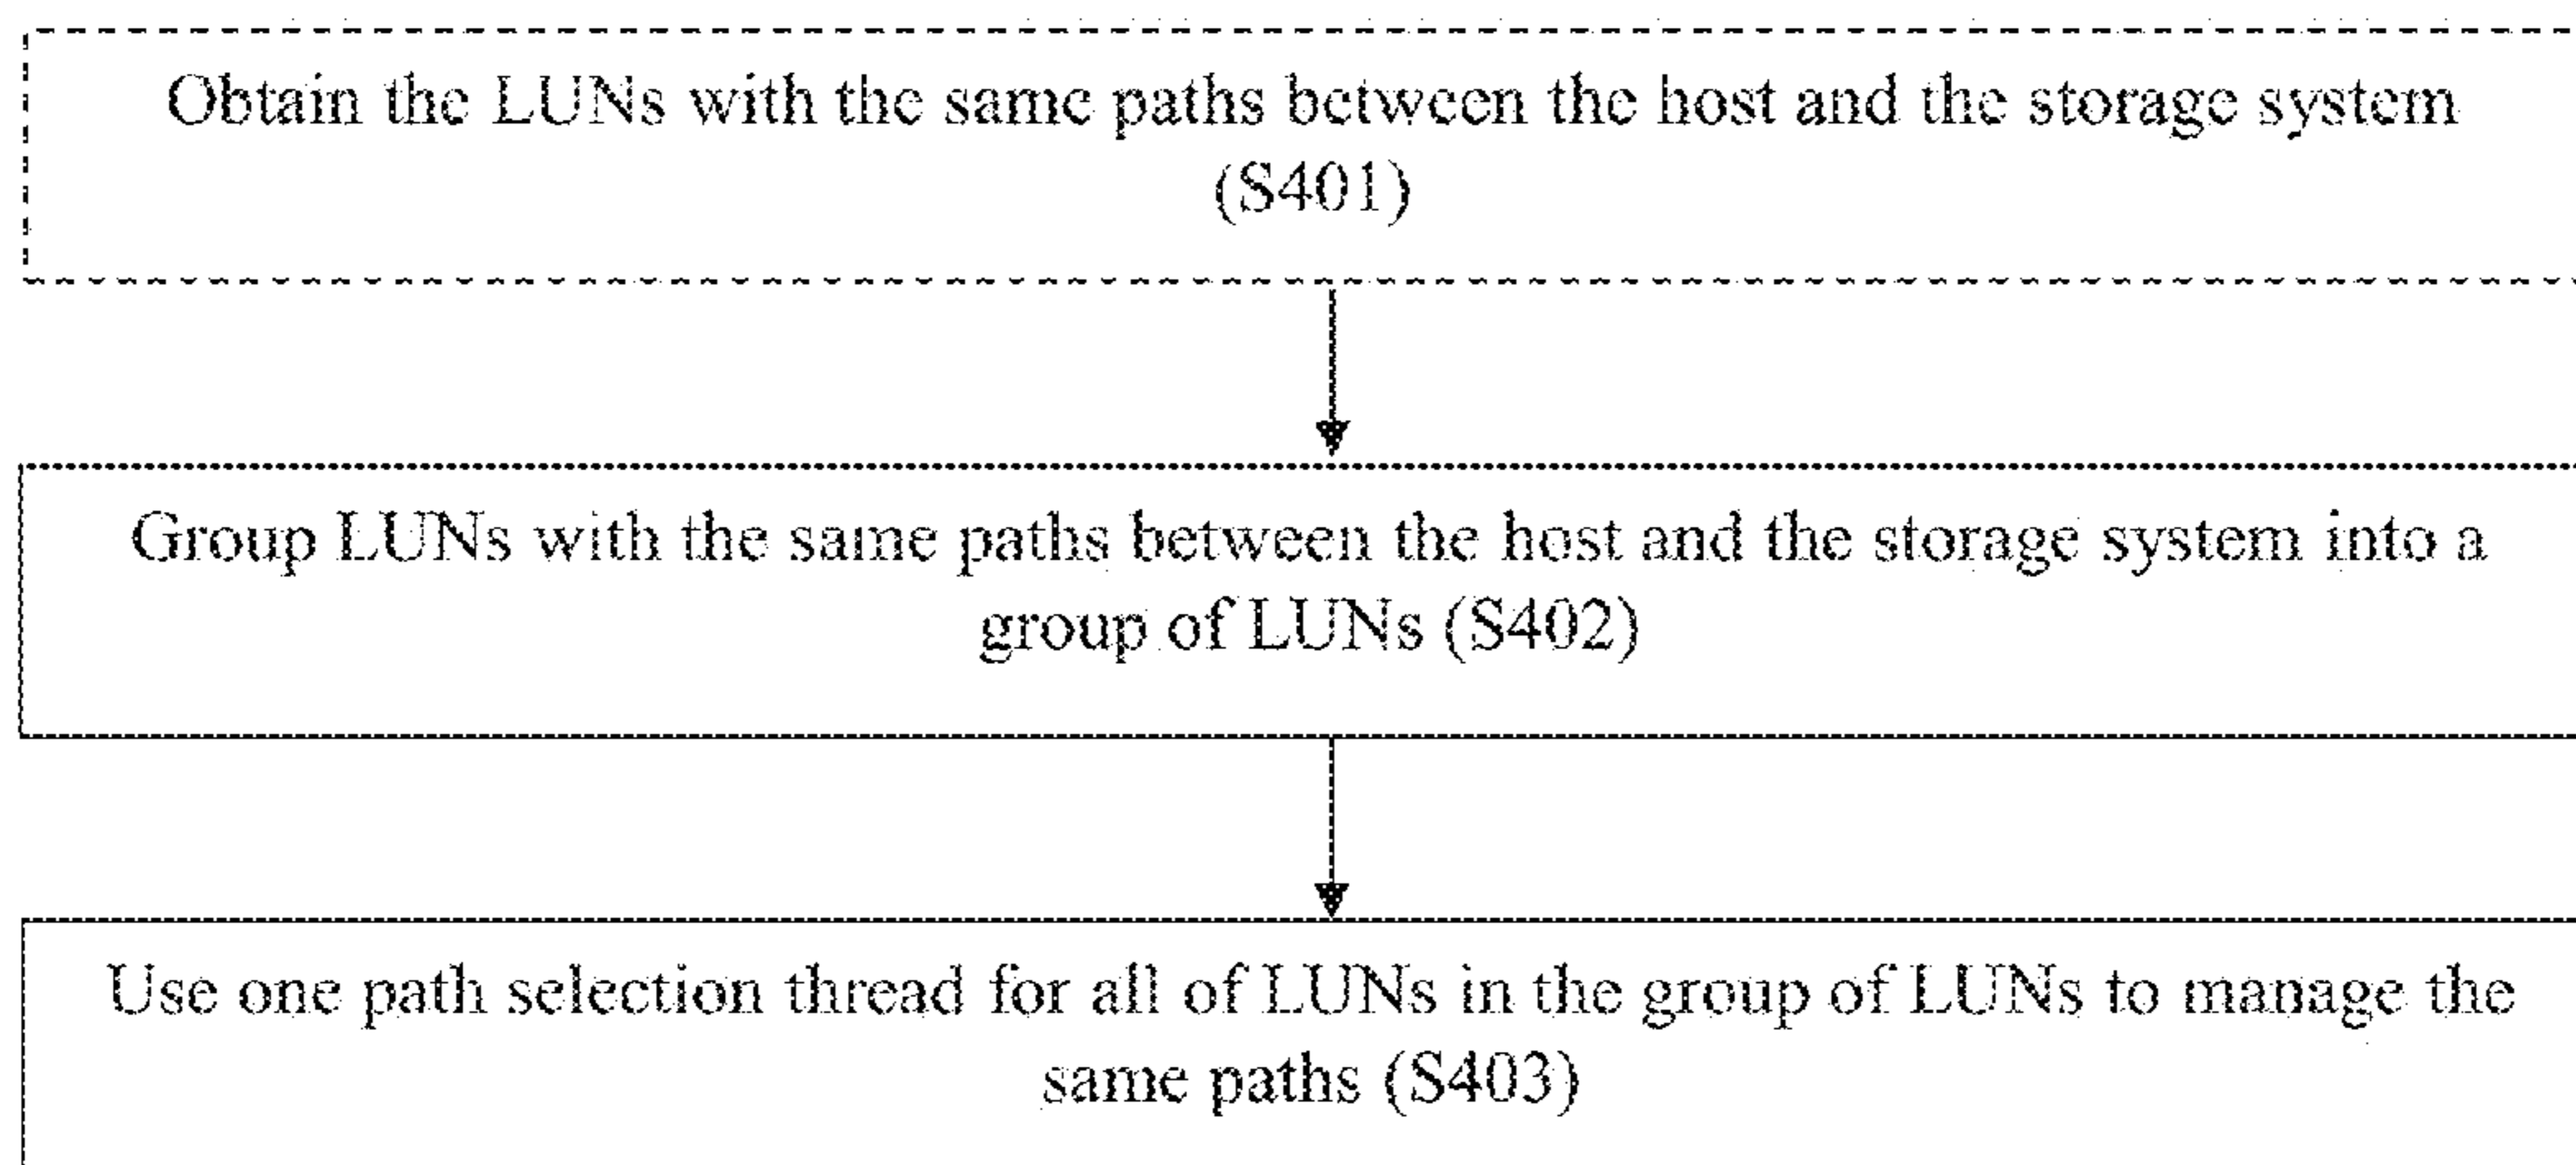 Obtain the LUNs with the same paths between the host and the storage system
(S401)
Group LUNs with the same paths between the host and the storage system into a
group of LUNs (S402)
Use one path selection thread for all of LUNs in the group of LUNs to manage the
same paths (S403)